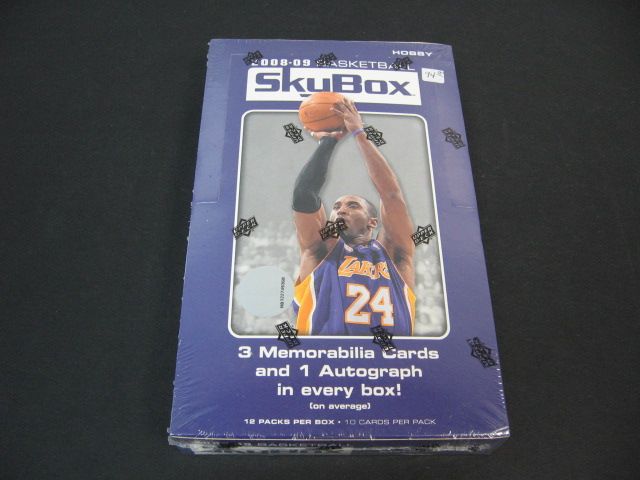 HOBBY
2008-09 BASKETBALL
SkyBox
LAKERS
24
3 Memorabilia Cards
and 1 Autograph
in every box!
(on average)
12 PACKS PER BOX • 10 CARDS PER PACK
BASKETBALL